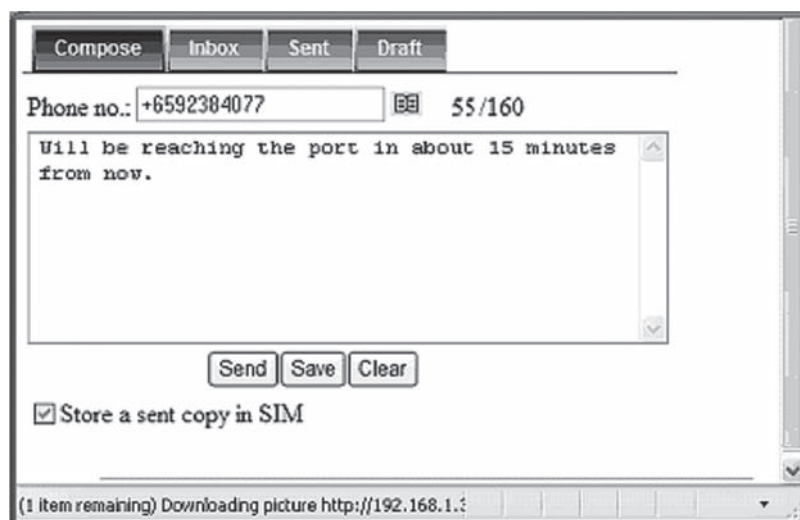 Compose Inbox Sent Draft
Phone no.: +6592384077 55/160
Will be reaching the port in about 15 minutes
from now.
Send Save Clear
Store a sent copy in SIM
(1 item remaining) Downloading picture http://192.168.1.3